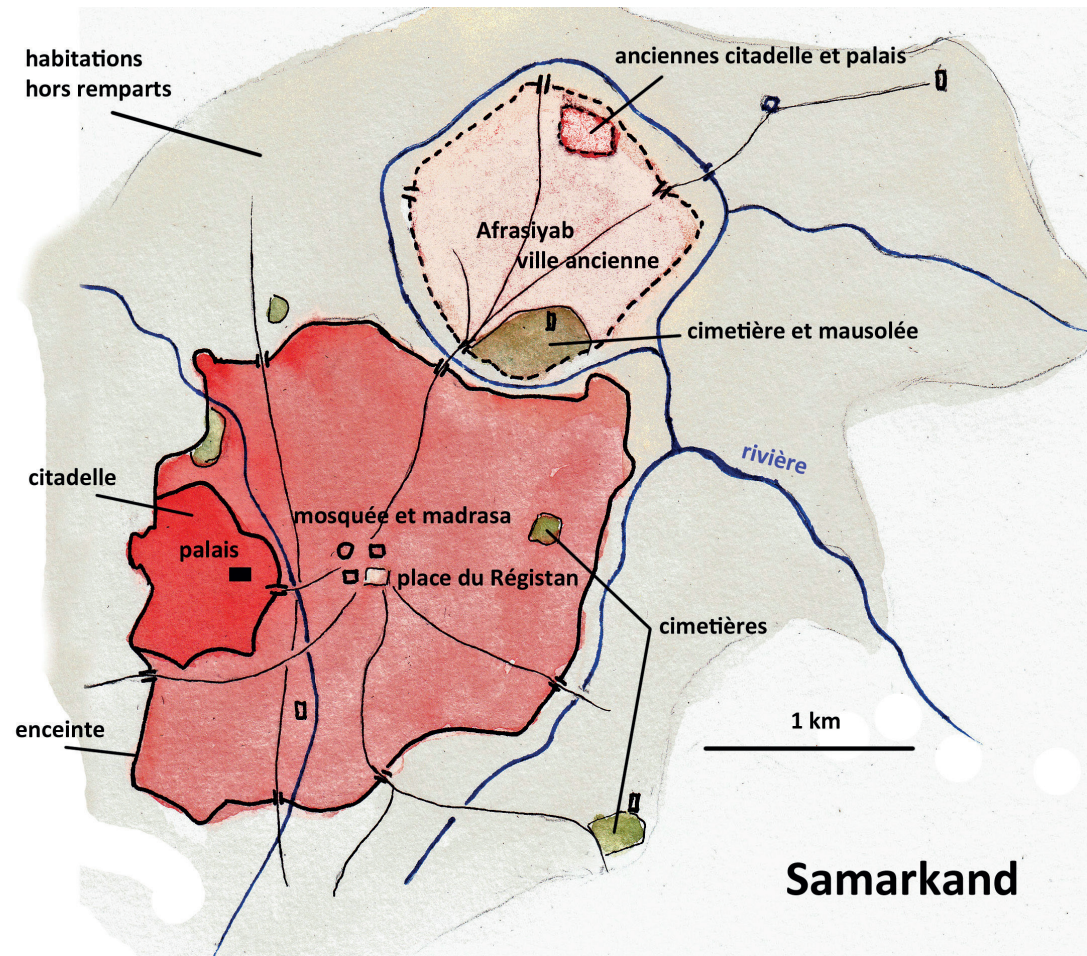 habitations
hors remparts
anciennes citadelle et palais
Afrasiyab
ville ancienne
cimetière et mausolée
rivière
citadelle
mosquée et madrasa
palais
place du Régistan
cimetières
enceinte
1 km
Samarkand